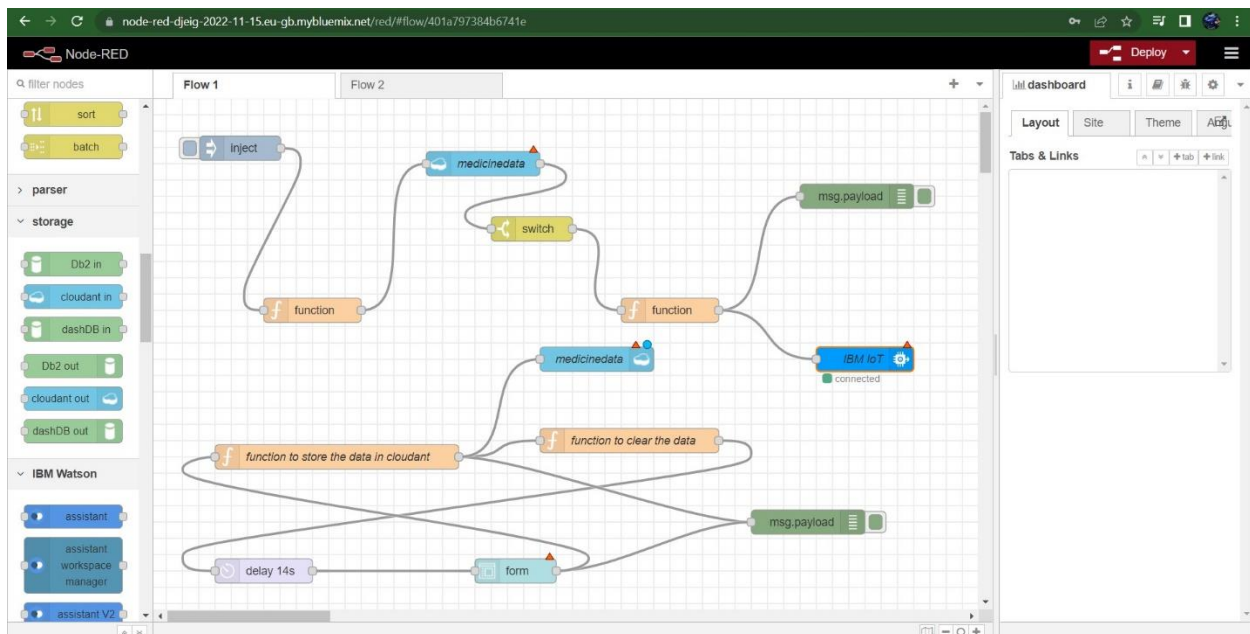 node-red-djeig-2022-11-15.eu-gb.mybluemix.net/red/#flow/401a797384b6741e
Node-RED
Deploy
filter nodes
Flow 1
Flow 2
dashboard
i
sort
batch
parser
storage
Db2 in
cloudant in
dashDB in
Db2 out
cloudant out
dashDB out
IBM Watson
assistant
assistant
workspace
manager
assistant V2
inject
medicinedata
msg.payload
switch
function
function
medicinedata
IBM IoT
connected
function to clear the data
function to store the data in cloudant
msg.payload
delay 14s
form
Layout
Site
Theme
Tabs & Links
+ tab
+ link